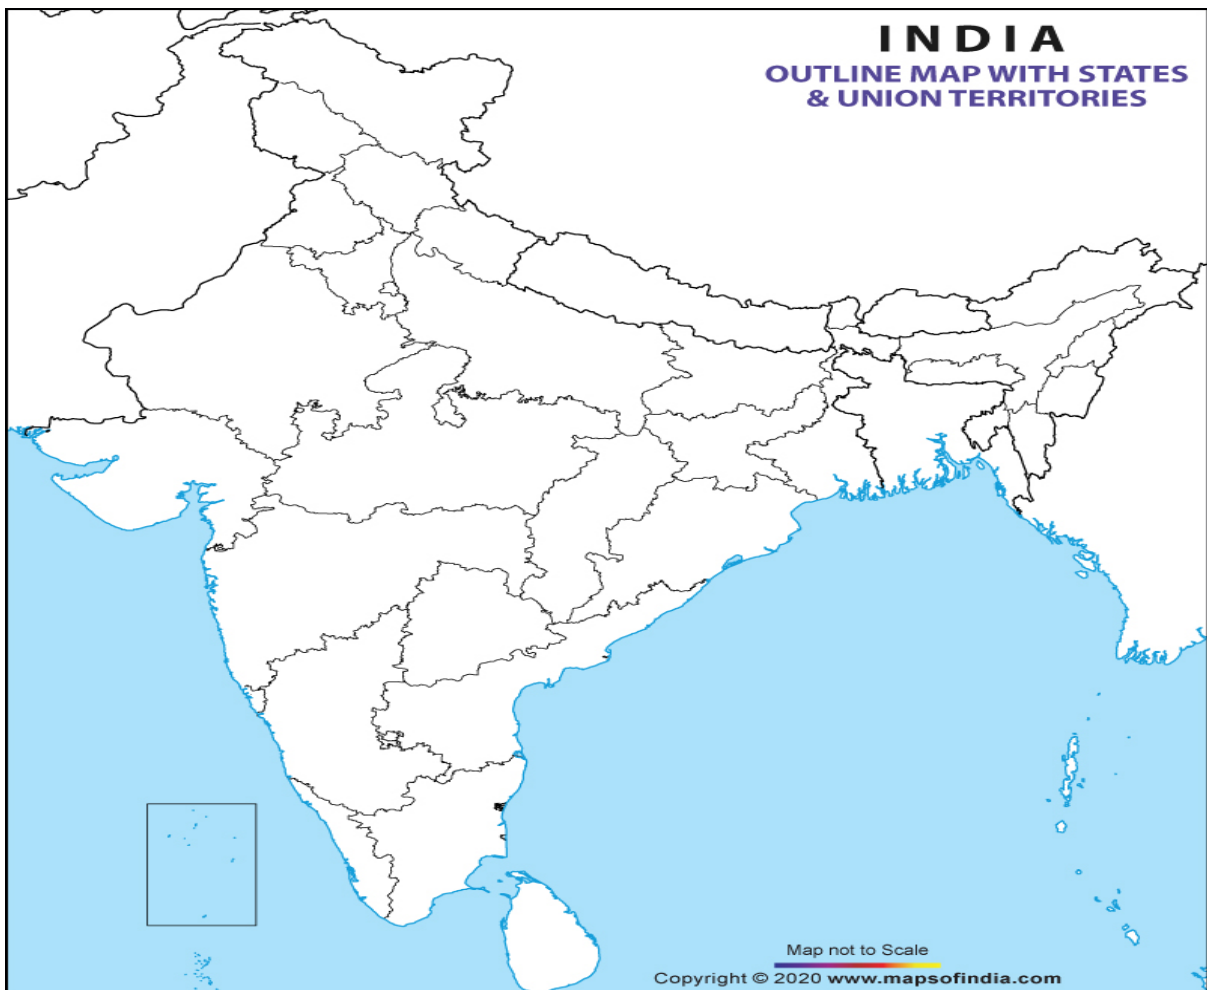 INDIA
OUTLINE MAP WITH STATES
& UNION TERRITORIES
Map not to Scale
Copyright © 2020 www.mapsofindia.com